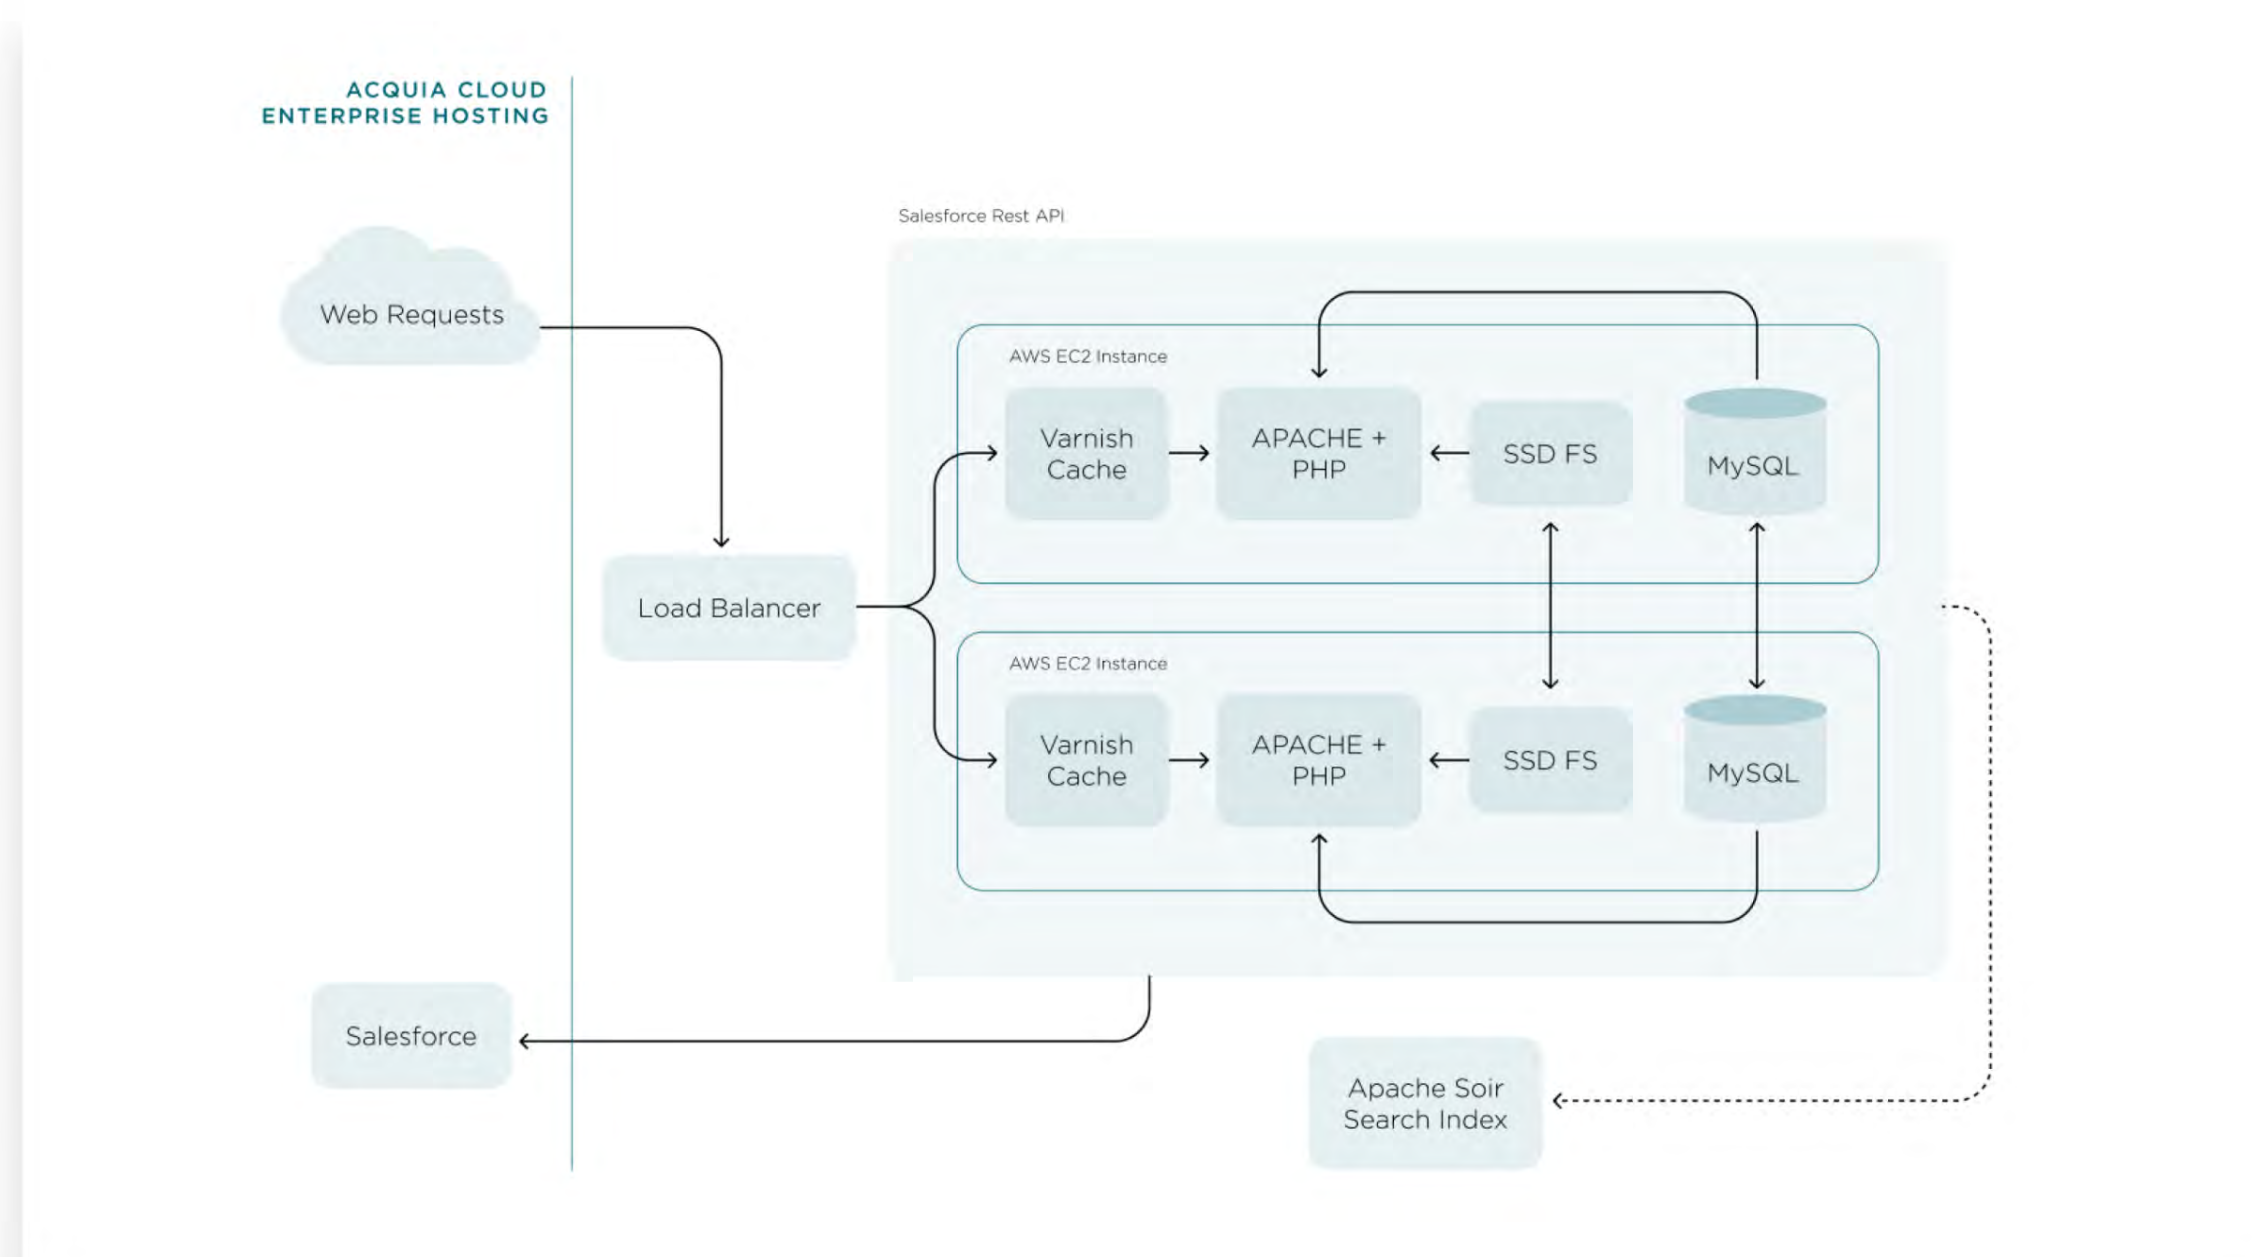 ACQUIA CLOUD
ENTERPRISE HOSTING
Web Requests
Salesforce Rest API
AWS EC2 Instance
Varnish
Cache
APACHE +
PHP
SSD FS
MySQL
Load Balancer
AWS EC2 Instance
Varnish
Cache
APACHE +
PHP
SSD FS
MySQL
Salesforce
Apache Soir
Search Index